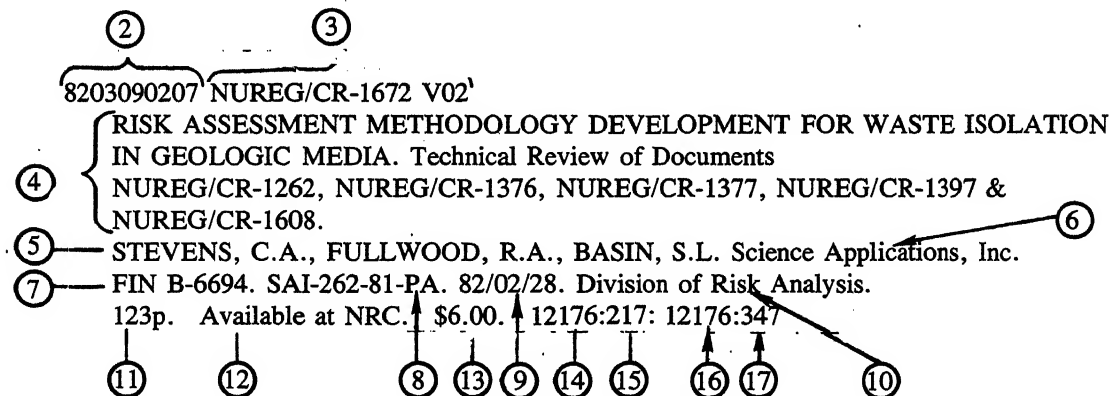 ② ③
8203090207 NUREG/CR-1672 V02'
RISK ASSESSMENT METHODOLOGY DEVELOPMENT FOR WASTE ISOLATION
IN GEOLOGIC MEDIA. Technical Review of Documents
④ NUREG/CR-1262, NUREG/CR-1376, NUREG/CR-1377, NUREG/CR-1397 &
NUREG/CR-1608.
⑥
⑤ STEVENS, C.A., FULLWOOD, R.A., BASIN, S.L. Science Applications, Inc.
⑦ FIN B-6694. SAI-262-81-PA. 82/02/28. Division of Risk Analysis.
123p. Available at NRC. $6.00. 12176:217: 12176:347
⑪ ⑫ ⑧ ⑬ ⑨ ⑭ ⑮ ⑯ ⑰ ⑩